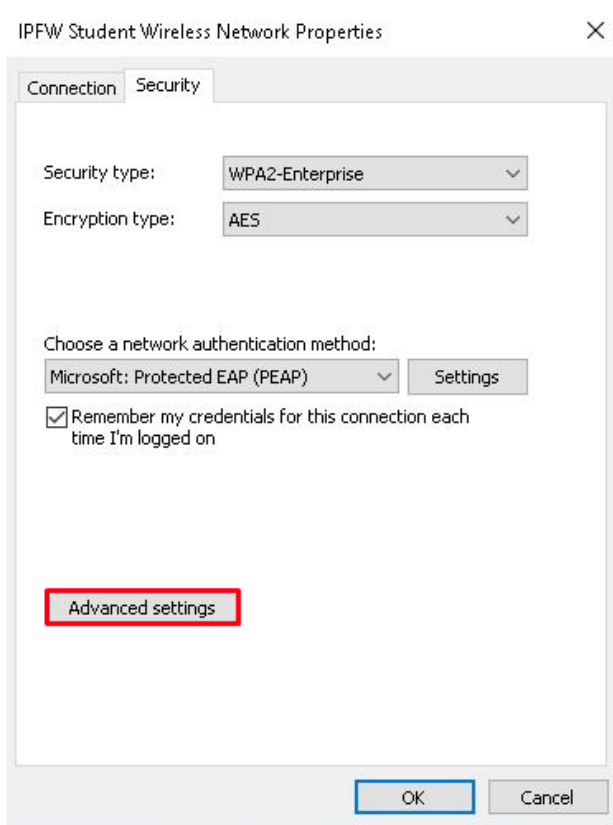 IPFW Student Wireless Network Properties
Connection Security
Security type: WPA2-Enterprise
Encryption type: AES
Choose a network authentication method:
Microsoft: Protected EAP (PEAP) Settings
Remember my credentials for this connection each
time I'm logged on
Advanced settings
OK Cancel